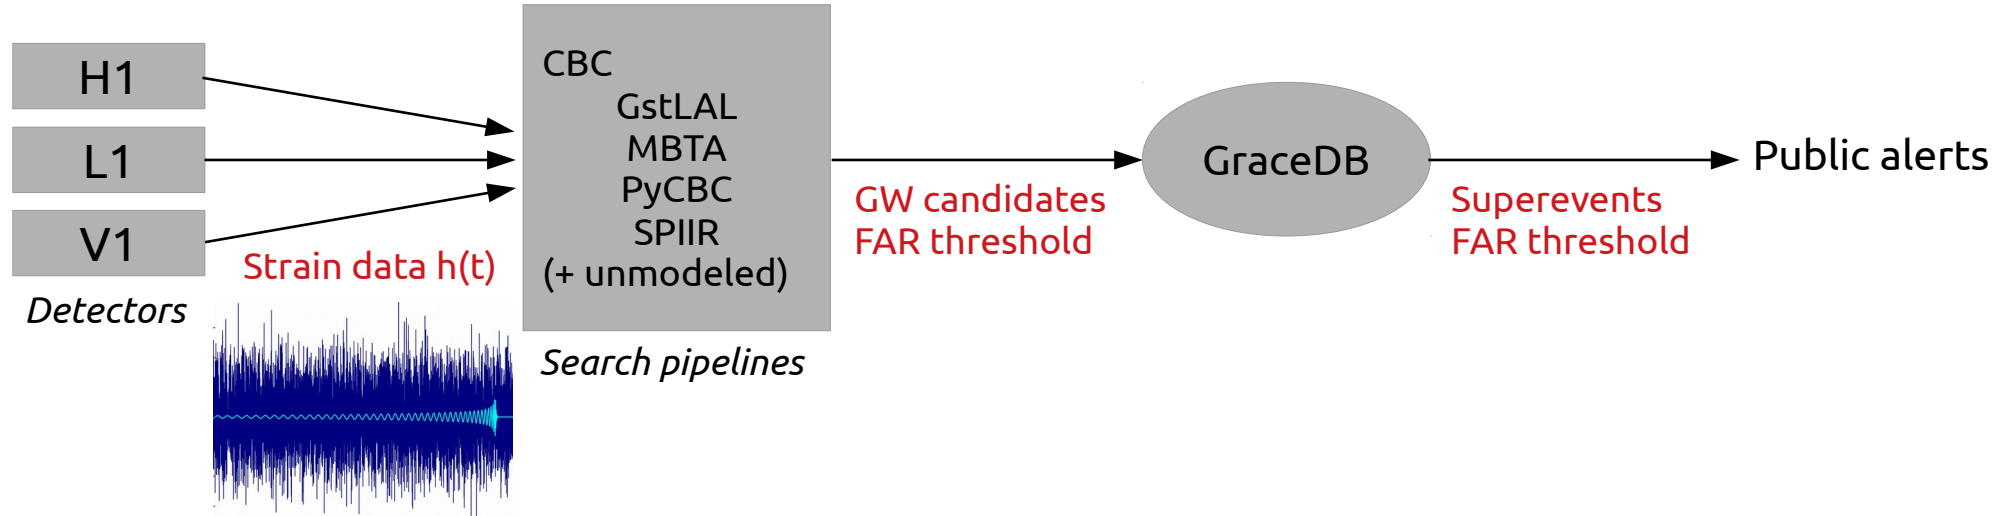 H1
L1
V1
Detectors
Strain data h(t)
CBC
GstLAL
MBTA
PyCBC
SPIIR
(+ unmodeled)
Search pipelines
GW candidates
FAR threshold
GraceDB
Superevents
FAR threshold
Public alerts